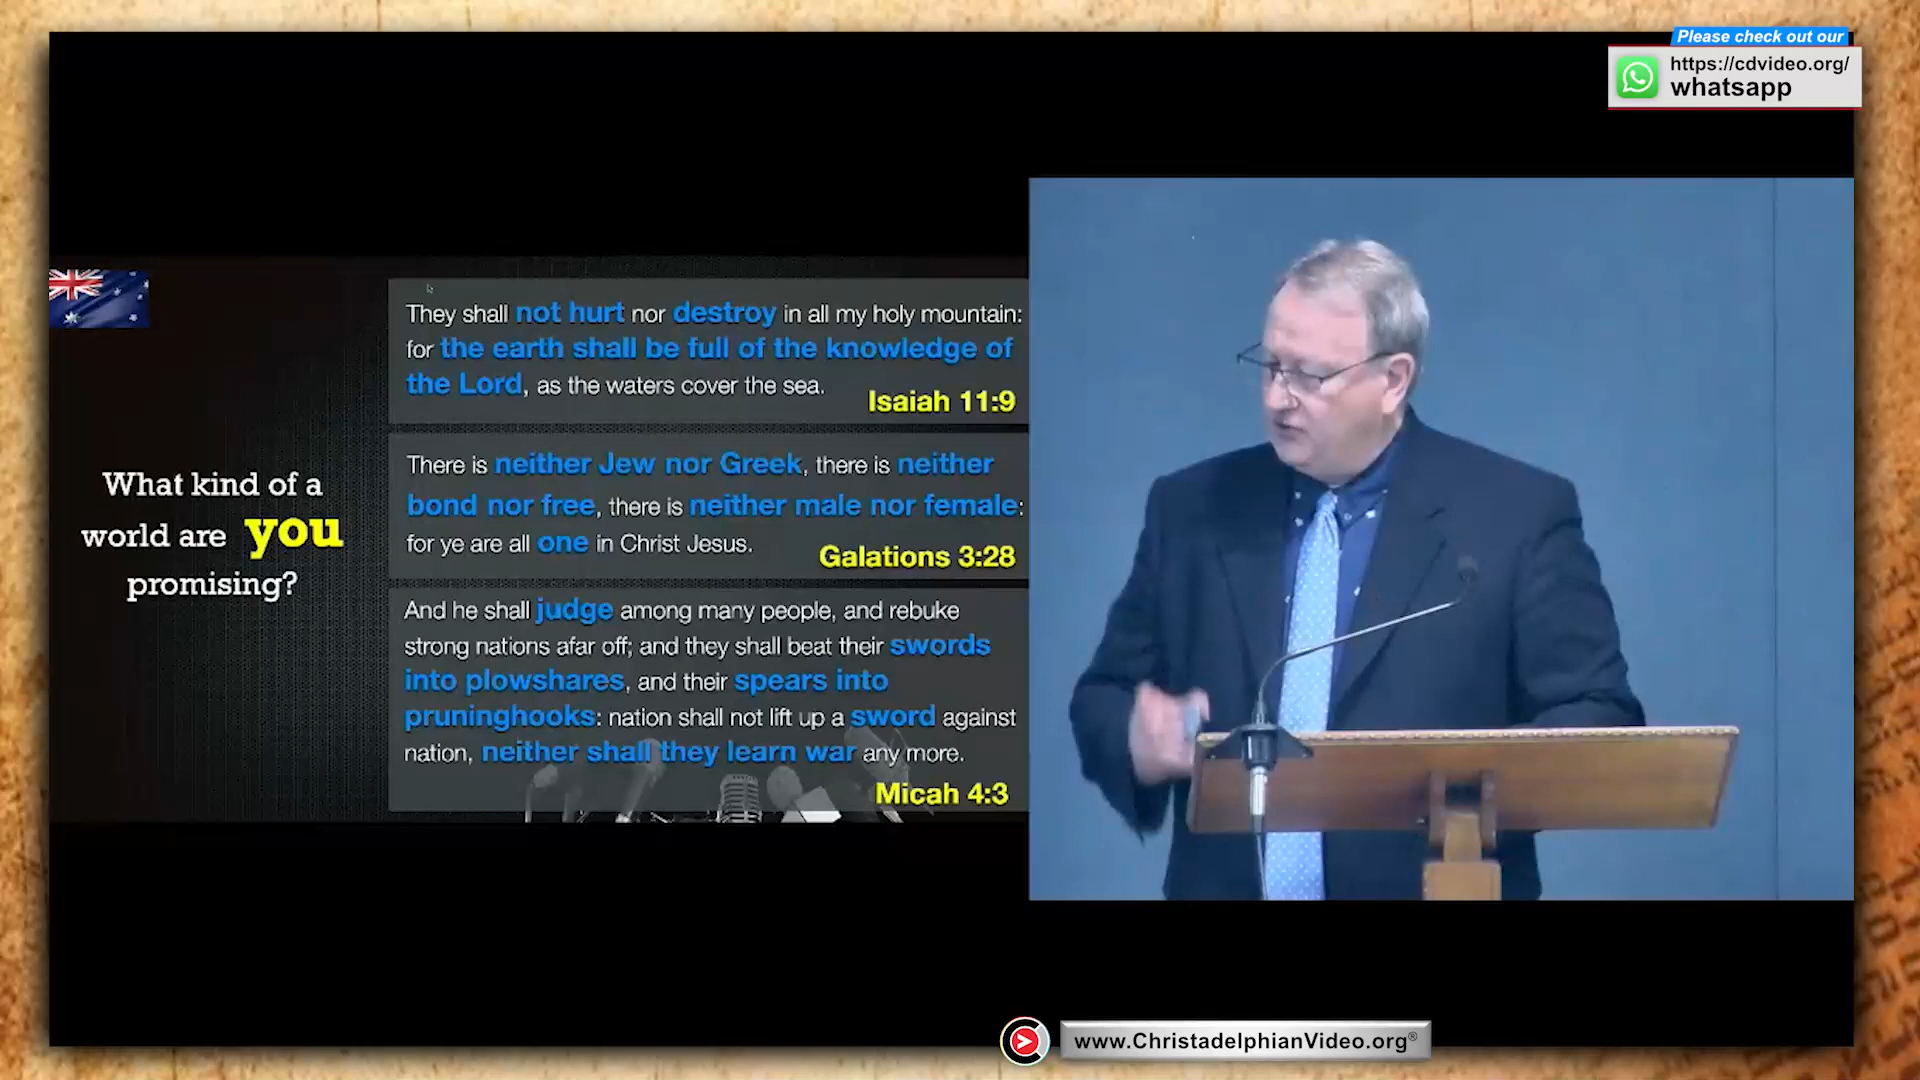 Please check out our
https://cdvideo.org/
whatsapp
What kind of a
world are you
promising?
They shall not hurt nor destroy in all my holy mountain:
for the earth shall be full of the knowledge of
the Lord, as the waters cover the sea.
Isaiah 11:9
There is neither Jew nor Greek, there is neither
bond nor free, there is neither male nor female:
for ye are all one in Christ Jesus.
Galations 3:28
And he shall judge among many people, and rebuke
strong nations afar off; and they shall beat their swords
into plowshares, and their spears into
pruninghooks: nation shall not lift up a sword against
nation, neither shall they learn war any more.
Micah 4:3
www.ChristadelphianVideo.org®